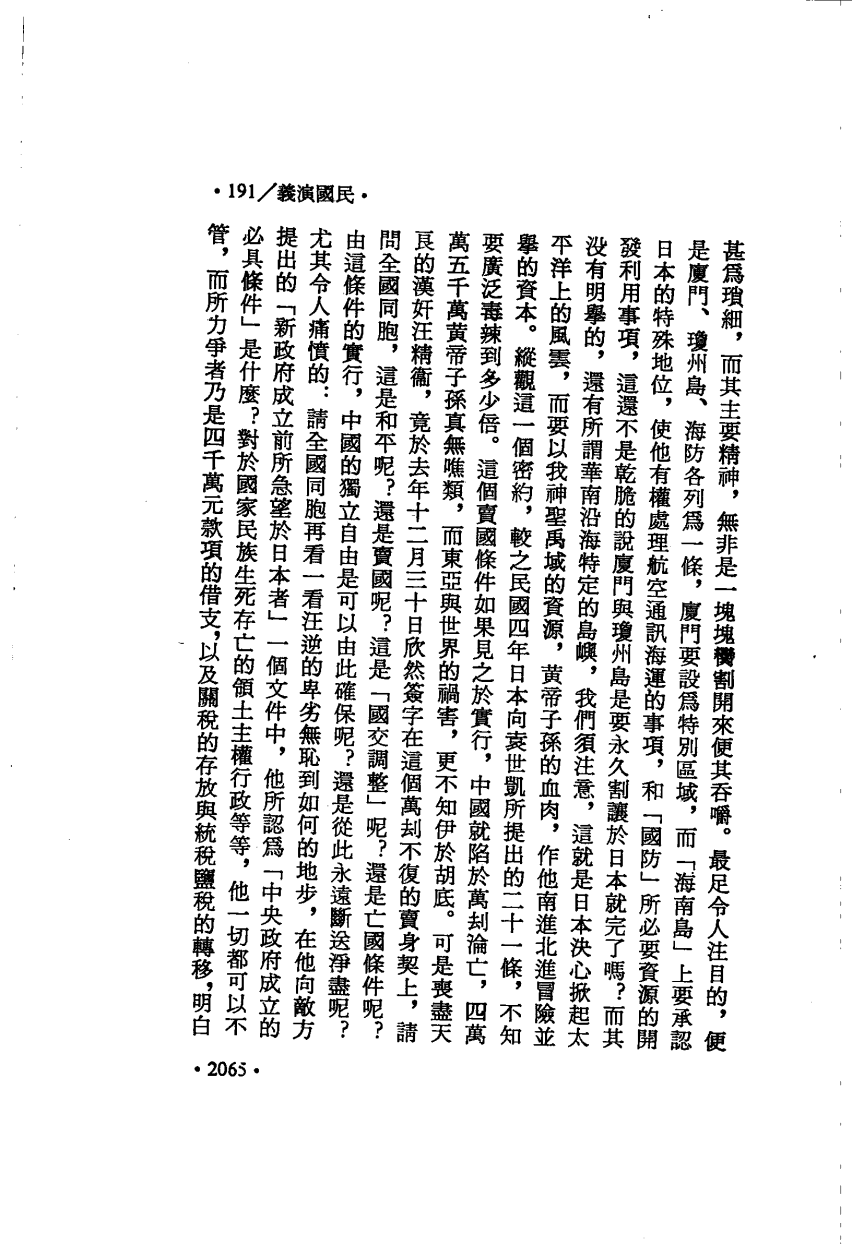 •191／義演國民•
甚爲瑣細，而其主要精神，無非是一塊塊臠割開來便其吞嚼。最足令人注目的，便
是廈門、瓊州島、海防各列爲一條，廈門要設爲特別區域，而「海南島」上要承認
日本的特殊地位，使他有權處理航空通訊海運的事項，和「國防」所必要資源的開
發利用事項，這還不是乾脆的說廈門與瓊州島是要永久割讓於日本就完了嗎？而其
没有明舉的，還有所謂華南沿海特定的島嶼，我們須注意，這就是日本決心掀起太
平洋上的風雲，而要以我神聖禹域的資源，黃帝子孫的血肉，作他南進北進冒險並
舉的資本。縱觀這一個密約，較之民國四年日本向袁世凱所提出的二十一條，不知
要廣泛毒辣到多少倍。這個賣國條件如果見之於實行，中國就陷於萬刦淪亡，四萬
萬五千萬黃帝子孫真無噍類，而東亞與世界的禍害，更不知伊於胡底。可是喪盡天
良的漢奸汪精衞，竟於去年十二月三十日欣然簽字在這個萬刦不復的賣身契上，請
問全國同胞，這是和平呢？還是賣國呢？這是「國交調整」呢？還是亡國條件呢？
由這條件的實行，中國的獨立自由是可以由此確保呢？還是從此永遠斷送淨盡呢？
尤其令人痛憤的：請全國同胞再看一看汪逆的卑劣無恥到如何的地步，在他向敵方
提出的「新政府成立前所急望於日本者」一個文件中，他所認爲「中央政府成立的
必具條件」是什麼？對於國家民族生死存亡的領土主權行政等等，他一切都可以不
管，而所力爭者乃是四千萬元款項的借支，以及關稅的存放與統稅鹽稅的轉移，明白
•2065•